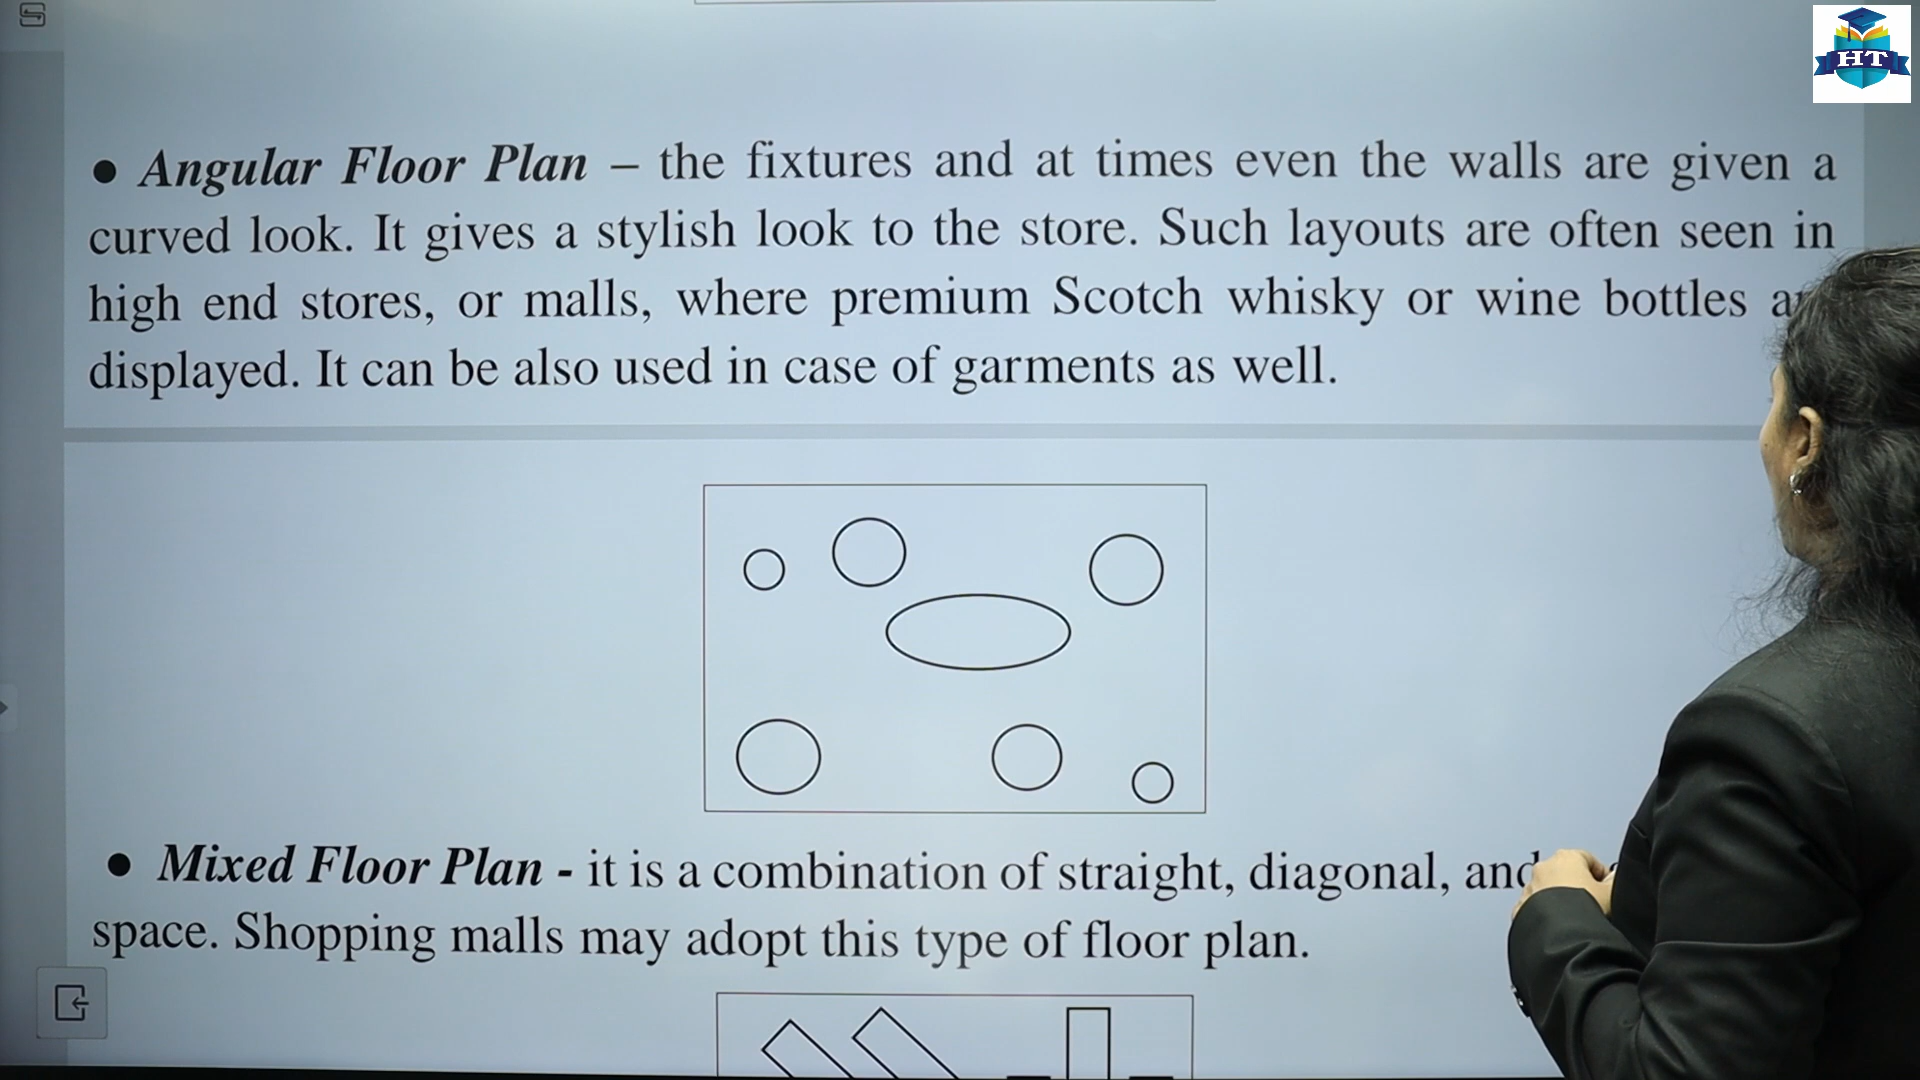 HT
● Angular Floor Plan – the fixtures and at times even the walls are given a
curved look. It gives a stylish look to the store. Such layouts are often seen in
high end stores, or malls, where premium Scotch whisky or wine bottles
displayed. It can be also used in case of garments as well.
● Mixed Floor Plan - it is a combination of straight, diagonal, and
space. Shopping malls may adopt this type of floor plan.